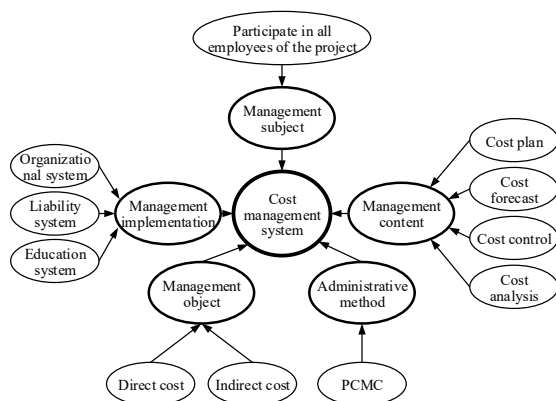 Participate in all
employees of the project
Management
subject
Organizatio
nal system
Liability
system
Education
system
Management
implementation
Cost
management
system
Management
content
Cost plan
Cost
forecast
Cost control
Cost
analysis
Management
object
Administrative
method
Direct cost
Indirect cost
PCMC